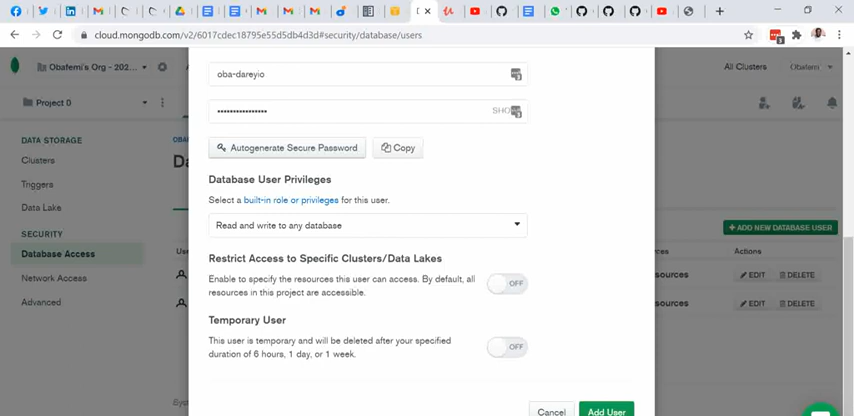 cloud.mongodb.com/v2/6017cdec18795e55d5db4d3d#security/database/users
Obafemi's Org - 202...
All Clusters
Obafemi
Project 0
DATA STORAGE
Clusters
Triggers
Data Lake
SECURITY
Database Access
Network Access
Advanced
oba-dareyio
****************
SHO
Autogenerate Secure Password
Copy
Database User Privileges
Select a built-in role or privileges for this user.
Read and write to any database
Restrict Access to Specific Clusters/Data Lakes
Enable to specify the resources this user can access. By default, all
resources in this project are accessible.
OFF
Temporary User
This user is temporary and will be deleted after your specified
duration of 6 hours, 1 day, or 1 week.
OFF
Cancel
Add User
+ ADD NEW DATABASE USER
Actions
EDIT DELETE
EDIT DELETE